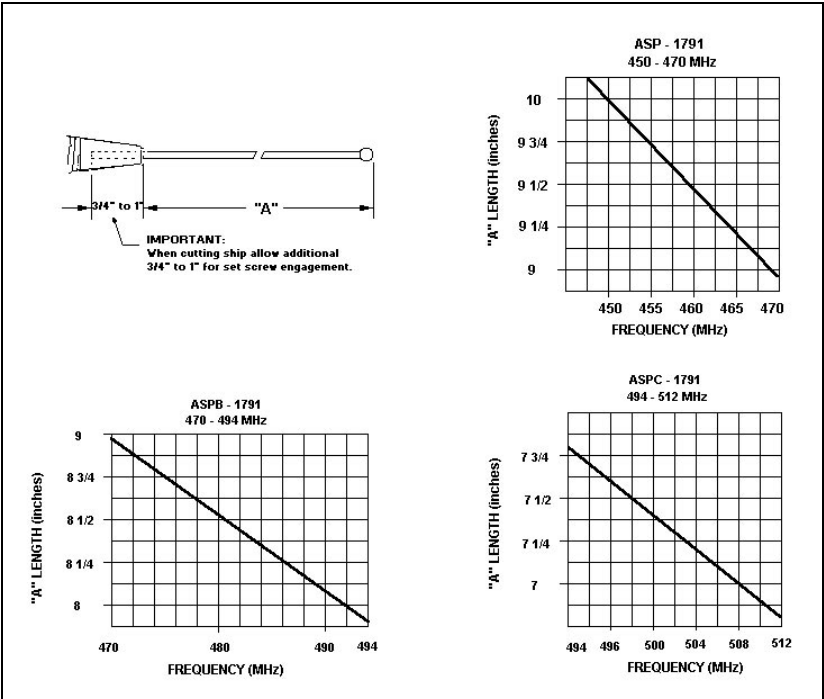 3/4" to 1"
"A"
IMPORTANT:
When cutting ship allow additional
3/4" to 1" for set screw engagement.
ASP - 1791
450 - 470 MHz
"A" LENGTH (inches)
10
9 3/4
9 1/2
9 1/4
9
450 455 460 465 470
FREQUENCY (MHz)
ASPB - 1791
470 - 494 MHz
"A" LENGTH (inches)
9
8 3/4
8 1/2
8 1/4
8
470 480 490 494
FREQUENCY (MHz)
ASPC - 1791
494 - 512 MHz
"A" LENGTH (inches)
7 3/4
7 1/2
7 1/4
7
494 496 500 504 508 512
FREQUENCY (MHz)